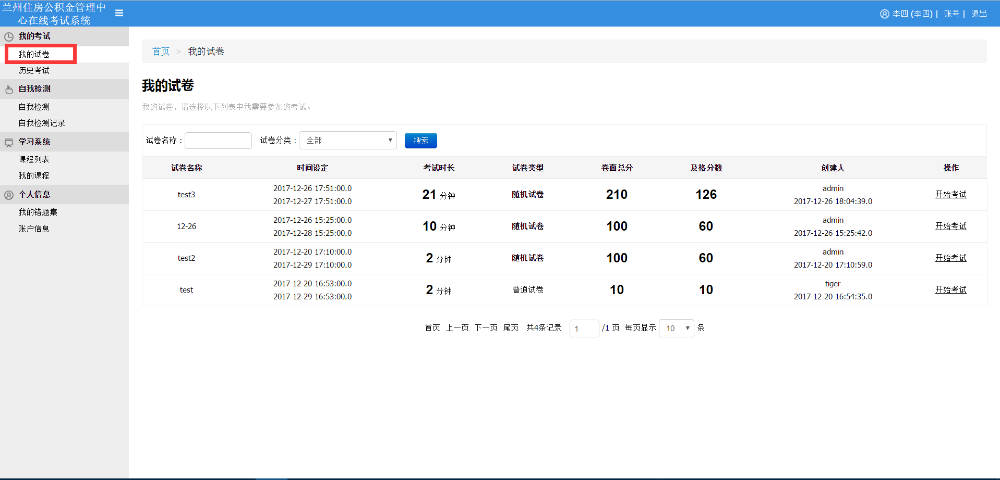 兰州住房公积金管理中
心在线考试系统
李四 (李四) | 账号 | 退出
我的考试
我的试卷
历史考试
自我检测
自我检测
自我检测记录
学习系统
课程列表
我的课程
个人信息
我的错题集
账户信息
首页 > 我的试卷
我的试卷
我的试卷，请选择以下列表中我需要参加的考试。
试卷名称： 试卷分类： 全部 搜索
试卷名称 时间设定 考试时长 试卷类型 卷面总分 及格分数 创建人 操作
test3 2017-12-26 17:51:00.0 21 分钟 随机试卷 210 126 admin 开始考试
2017-12-27 17:51:00.0 2017-12-26 18:04:39.0
12-26 2017-12-26 15:25:00.0 10 分钟 随机试卷 100 60 admin 开始考试
2017-12-28 15:25:00.0 2017-12-26 15:25:42.0
test2 2017-12-20 17:10:00.0 2 分钟 随机试卷 100 60 admin 开始考试
2017-12-29 17:10:00.0 2017-12-20 17:10:59.0
test 2017-12-20 16:53:00.0 2 分钟 普通试卷 10 10 tiger 开始考试
2017-12-29 16:53:00.0 2017-12-20 16:54:35.0
首页 上一页 下一页 尾页 共4条记录 1 /1 页 每页显示 10 条